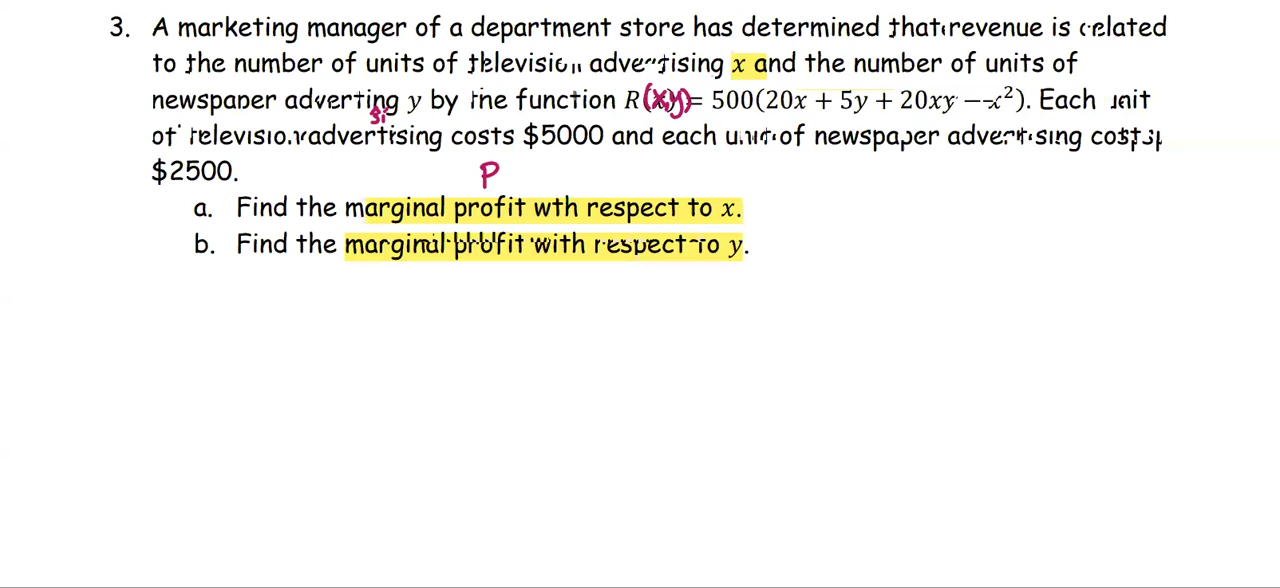 3. A marketing manager of a department store has determined that revenue is related
to the number of units of television advertising x and the number of units of
newspaper adverting y by the function R(x,y)= 500(20x + 5y + 20xy − x²). Each unit
si
of television advertising costs $5000 and each unit of newspaper advertising costs
$2500.
P
a. Find the marginal profit wth respect to x.
b. Find the marginal profit with respect to y.